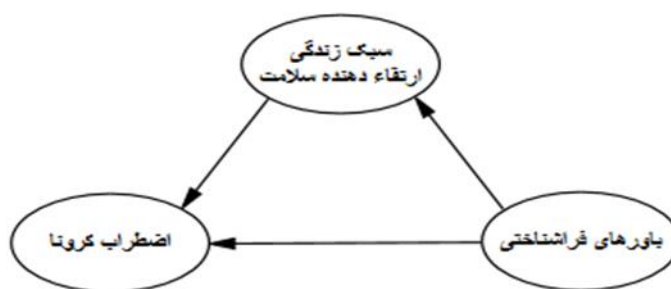 سبک زندگی
ارتقاء دهنده سلامت
باورهای فراشناختی
اضطراب کرونا